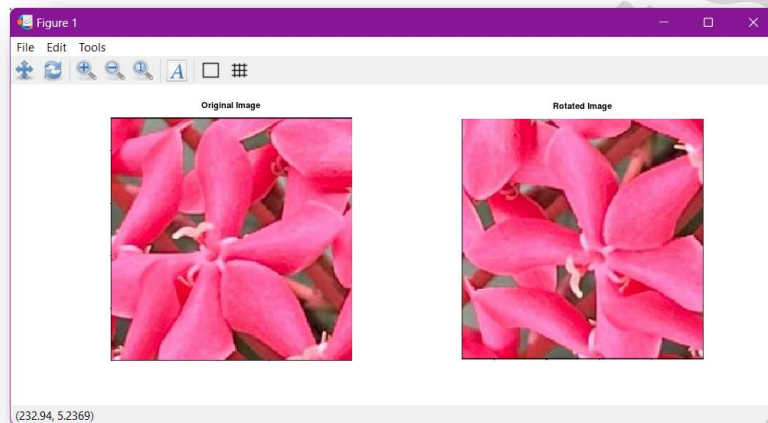 Figure 1
File Edit Tools
A
Original Image
Rotated Image
(232.94, 5.2369)